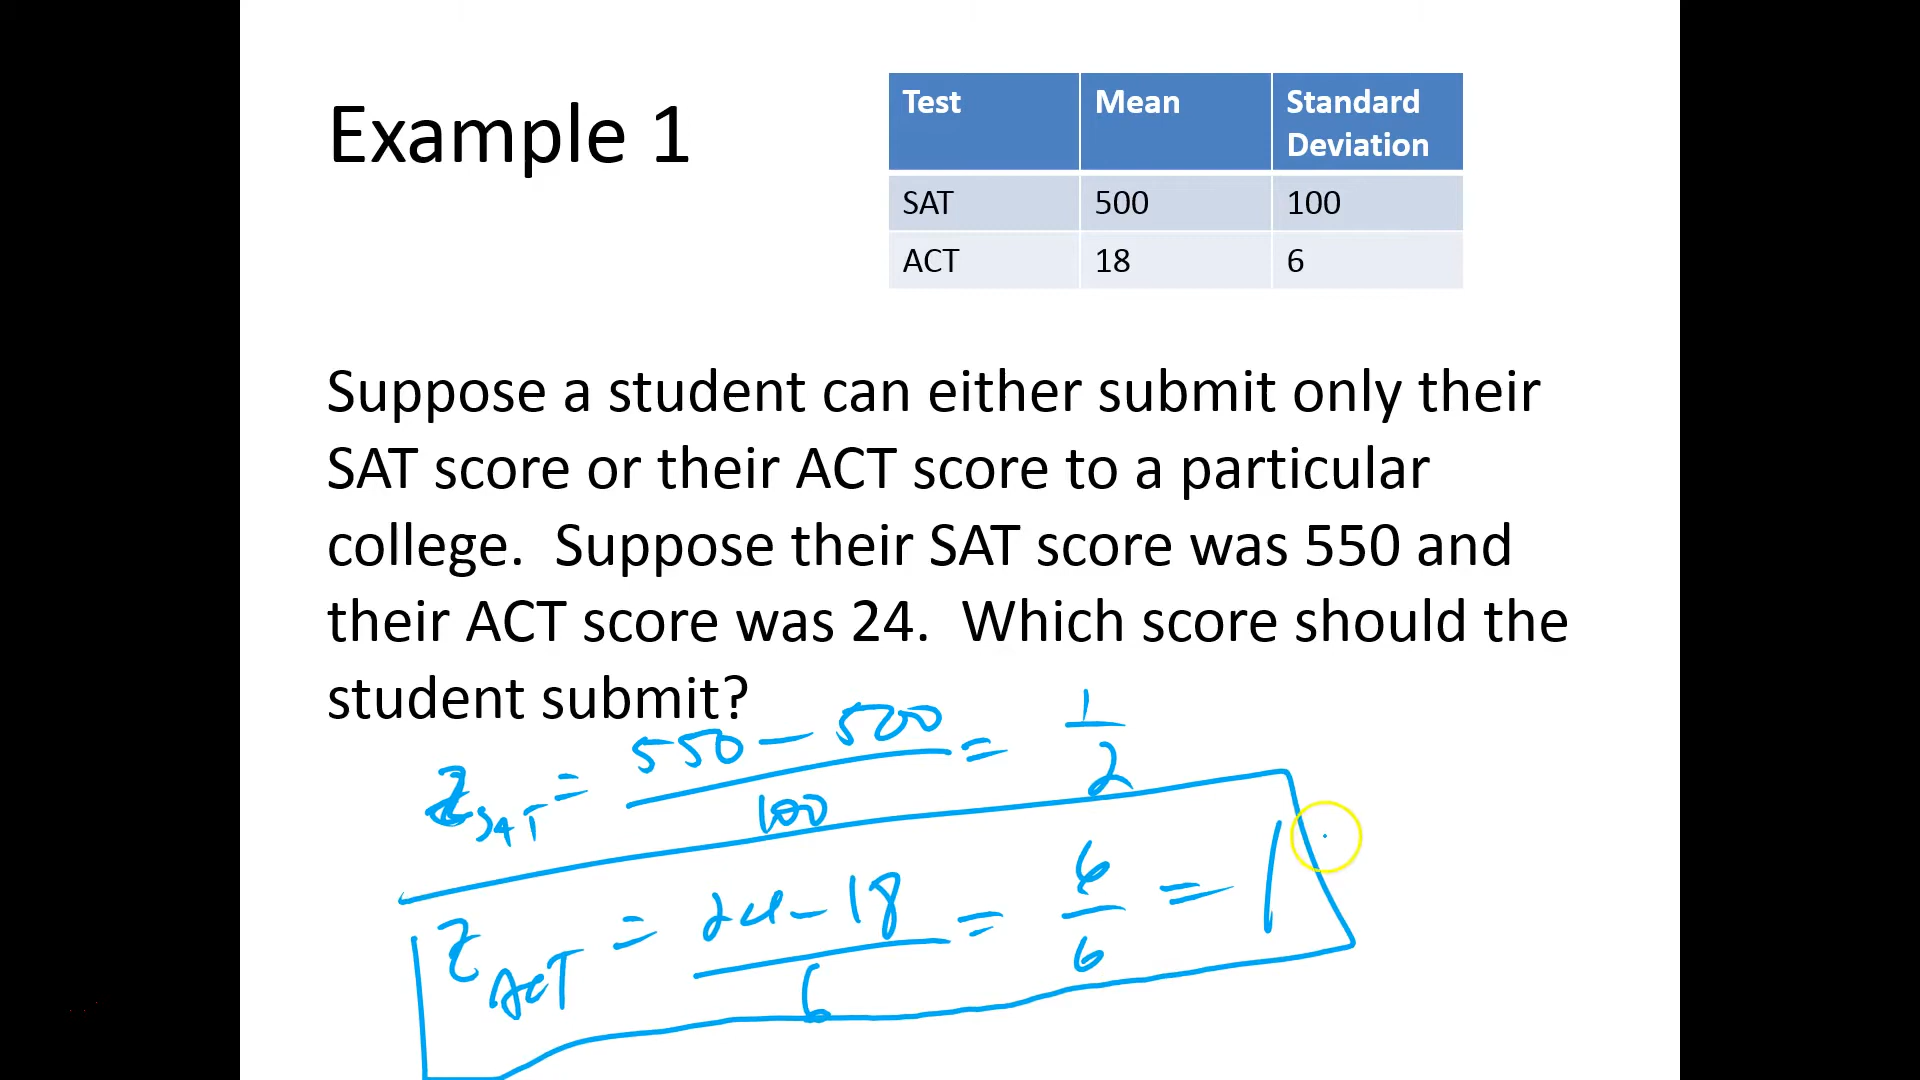 Example 1
Test Mean Standard Deviation
SAT 500 100
ACT 18 6
Suppose a student can either submit only their
SAT score or their ACT score to a particular
college. Suppose their SAT score was 550 and
their ACT score was 24. Which score should the
student submit?
Z_SAT = (550 - 500)/100 = 1/2
Z_ACT = (24 - 18)/6 = 6/6 = 1